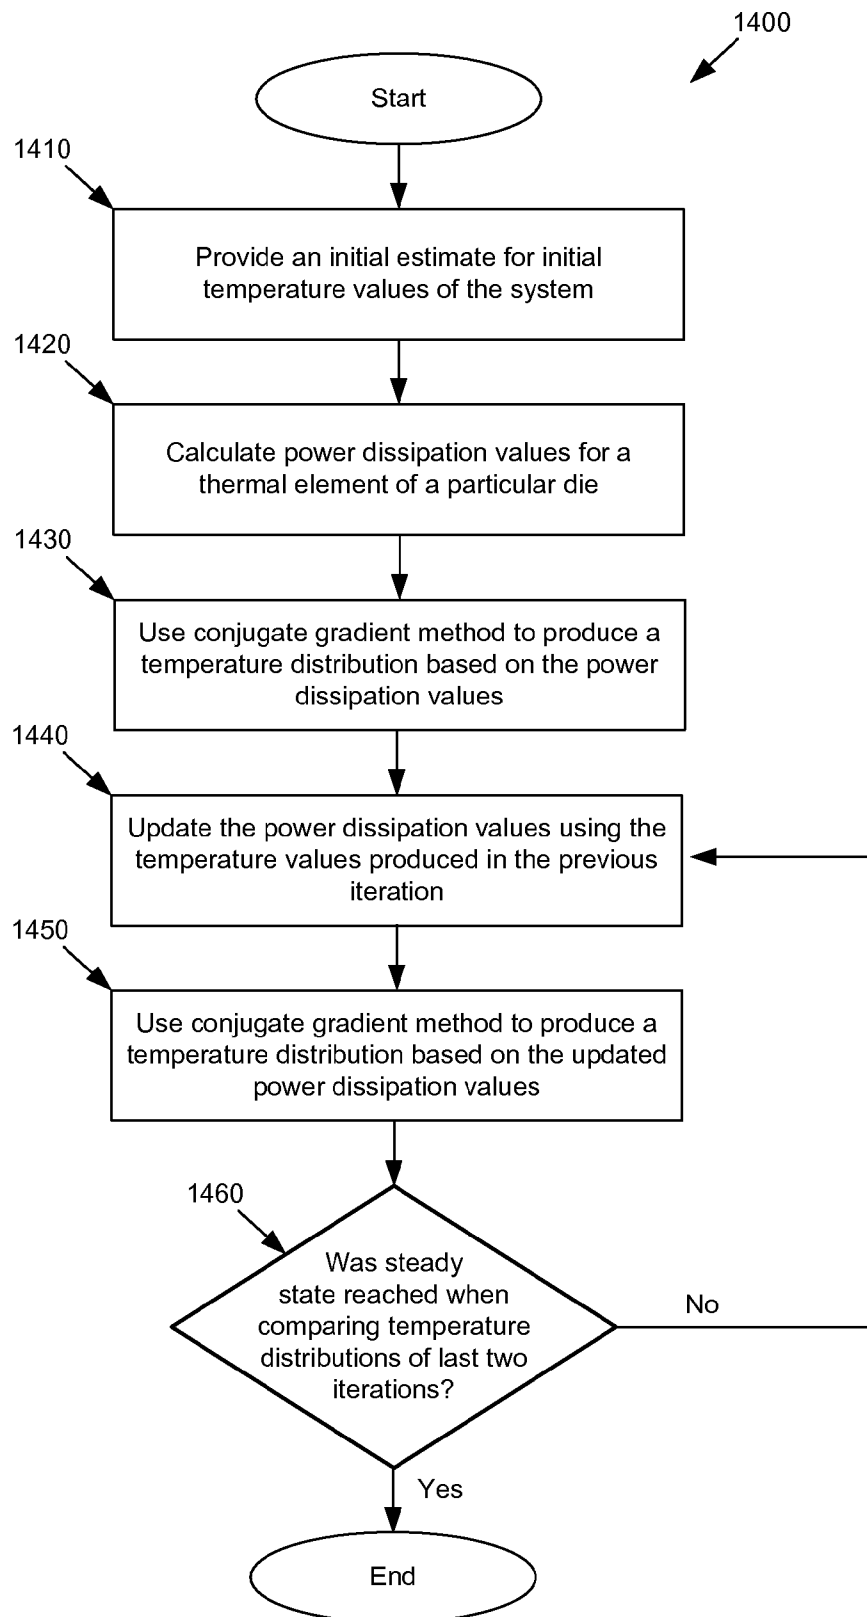 1400
Start
1410
Provide an initial estimate for initial
temperature values of the system
1420
Calculate power dissipation values for a
thermal element of a particular die
1430
Use conjugate gradient method to produce a
temperature distribution based on the power
dissipation values
1440
Update the power dissipation values using the
temperature values produced in the previous
iteration
1450
Use conjugate gradient method to produce a
temperature distribution based on the updated
power dissipation values
1460
Was steady
state reached when
comparing temperature
distributions of last two
iterations?
No
Yes
End